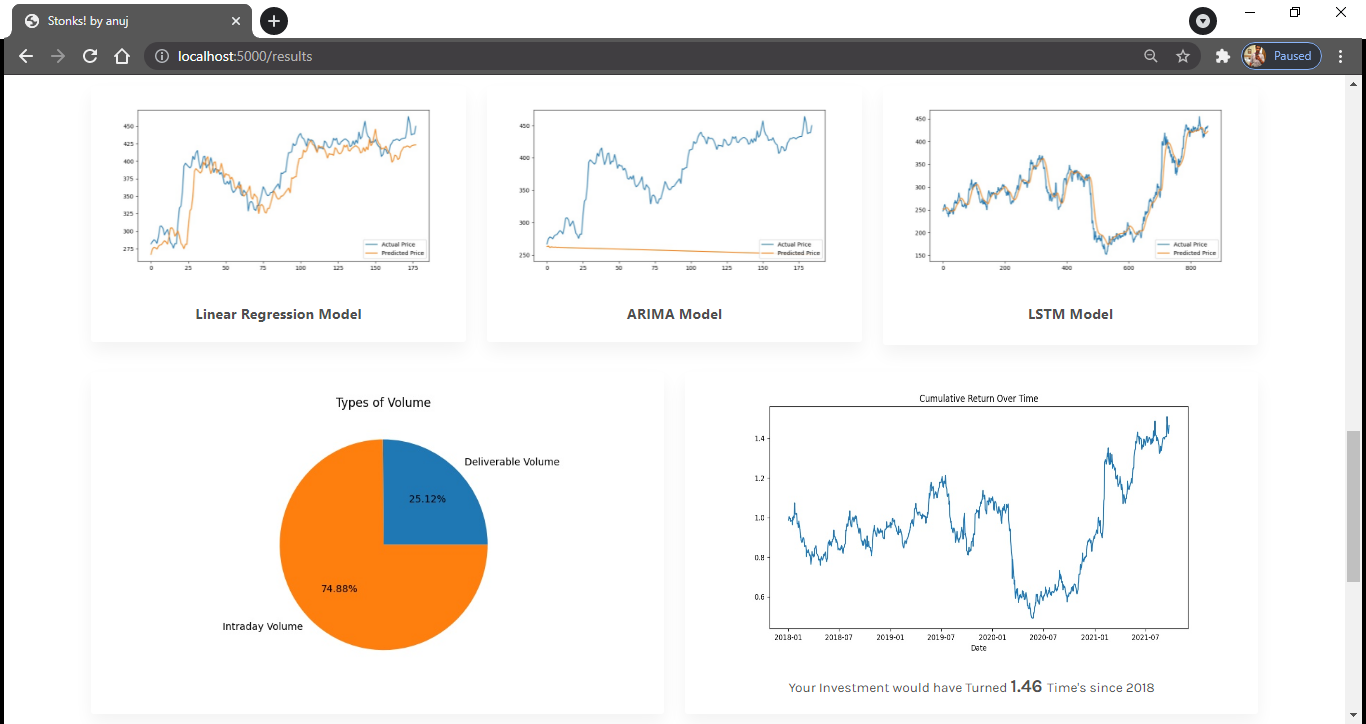 Stonks! by anuj
localhost:5000/results
Paused
450
425
400
375
350
325
300
275
0 25 50 75 100 125 150 175
Actual Price
Predicted Price
Linear Regression Model
450
400
350
300
250
0 25 50 75 100 125 150 175
Actual Price
Predicted Price
ARIMA Model
450
400
350
300
250
200
150
0 200 400 600 800
Actual Price
Predicted Price
LSTM Model
Types of Volume
Deliverable Volume
25.12%
74.88%
Intraday Volume
Cumulative Return Over Time
1.4
1.2
1.0
0.8
0.6
2018-01 2018-07 2019-01 2019-07 2020-01 2020-07 2021-01 2021-07
Date
Your Investment would have Turned 1.46 Time's since 2018